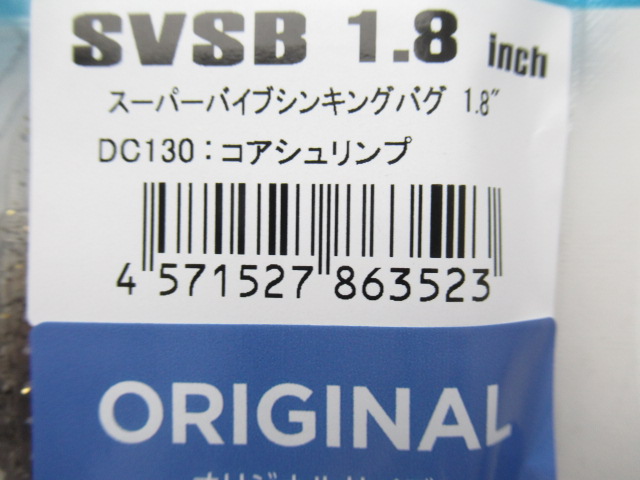 SVSB 1.8 inch
スーパーバイブシンキングバグ 1.8"
DC130：コアシュリンプ
4 571527 863523
ORIGINAL